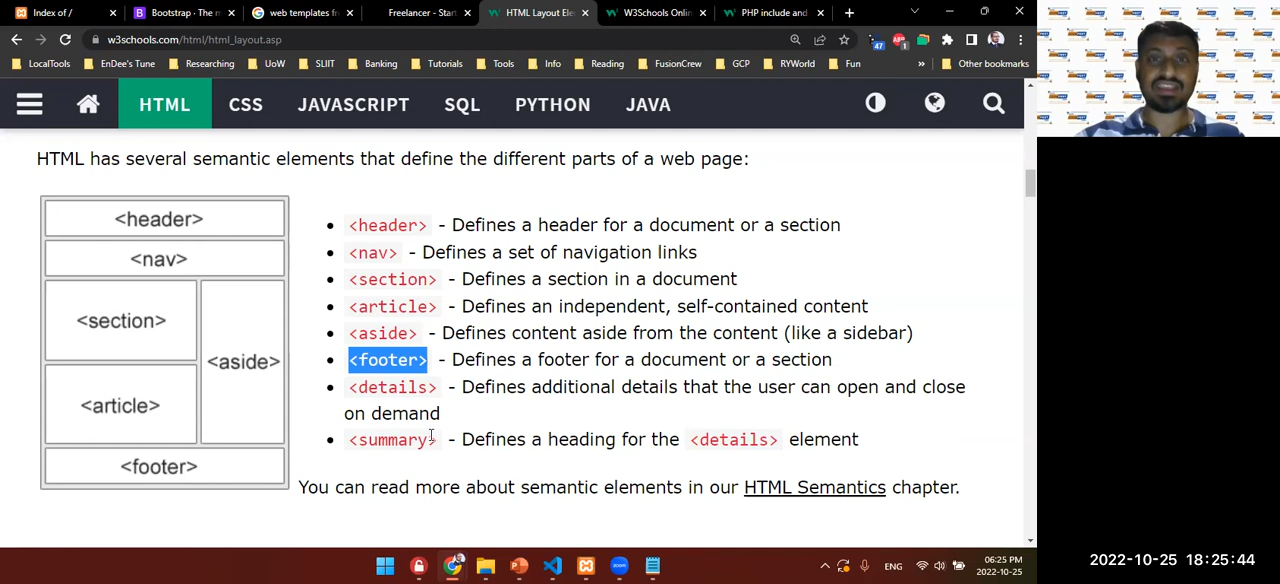 Index of /
Bootstrap · The m
web templates fr
Freelancer - Start
HTML Layout Ele
W3Schools Onli
PHP include and
w3schools.com/html/html_layout.asp
47
1
LocalTools
EnDee's Tune
Researching
UoW
SLIIT
Banking
Tutorials
Tools
Info
Reading
FusionCrew
GCP
RYWorld
Fun
»
Other bookmarks
HTML
CSS
JAVASCRIPT
SQL
PYTHON
JAVA
HTML has several semantic elements that define the different parts of a web page:
<header>
<nav>
<section>
<aside>
<article>
<footer>
<header> - Defines a header for a document or a section
<nav> - Defines a set of navigation links
<section> - Defines a section in a document
<article> - Defines an independent, self-contained content
<aside> - Defines content aside from the content (like a sidebar)
<footer> - Defines a footer for a document or a section
<details> - Defines additional details that the user can open and close
on demand
<summary> - Defines a heading for the <details> element
You can read more about semantic elements in our HTML Semantics chapter.
zoom
ENG
06:25 PM
2022-10-25
2022-10-25 18:25:44